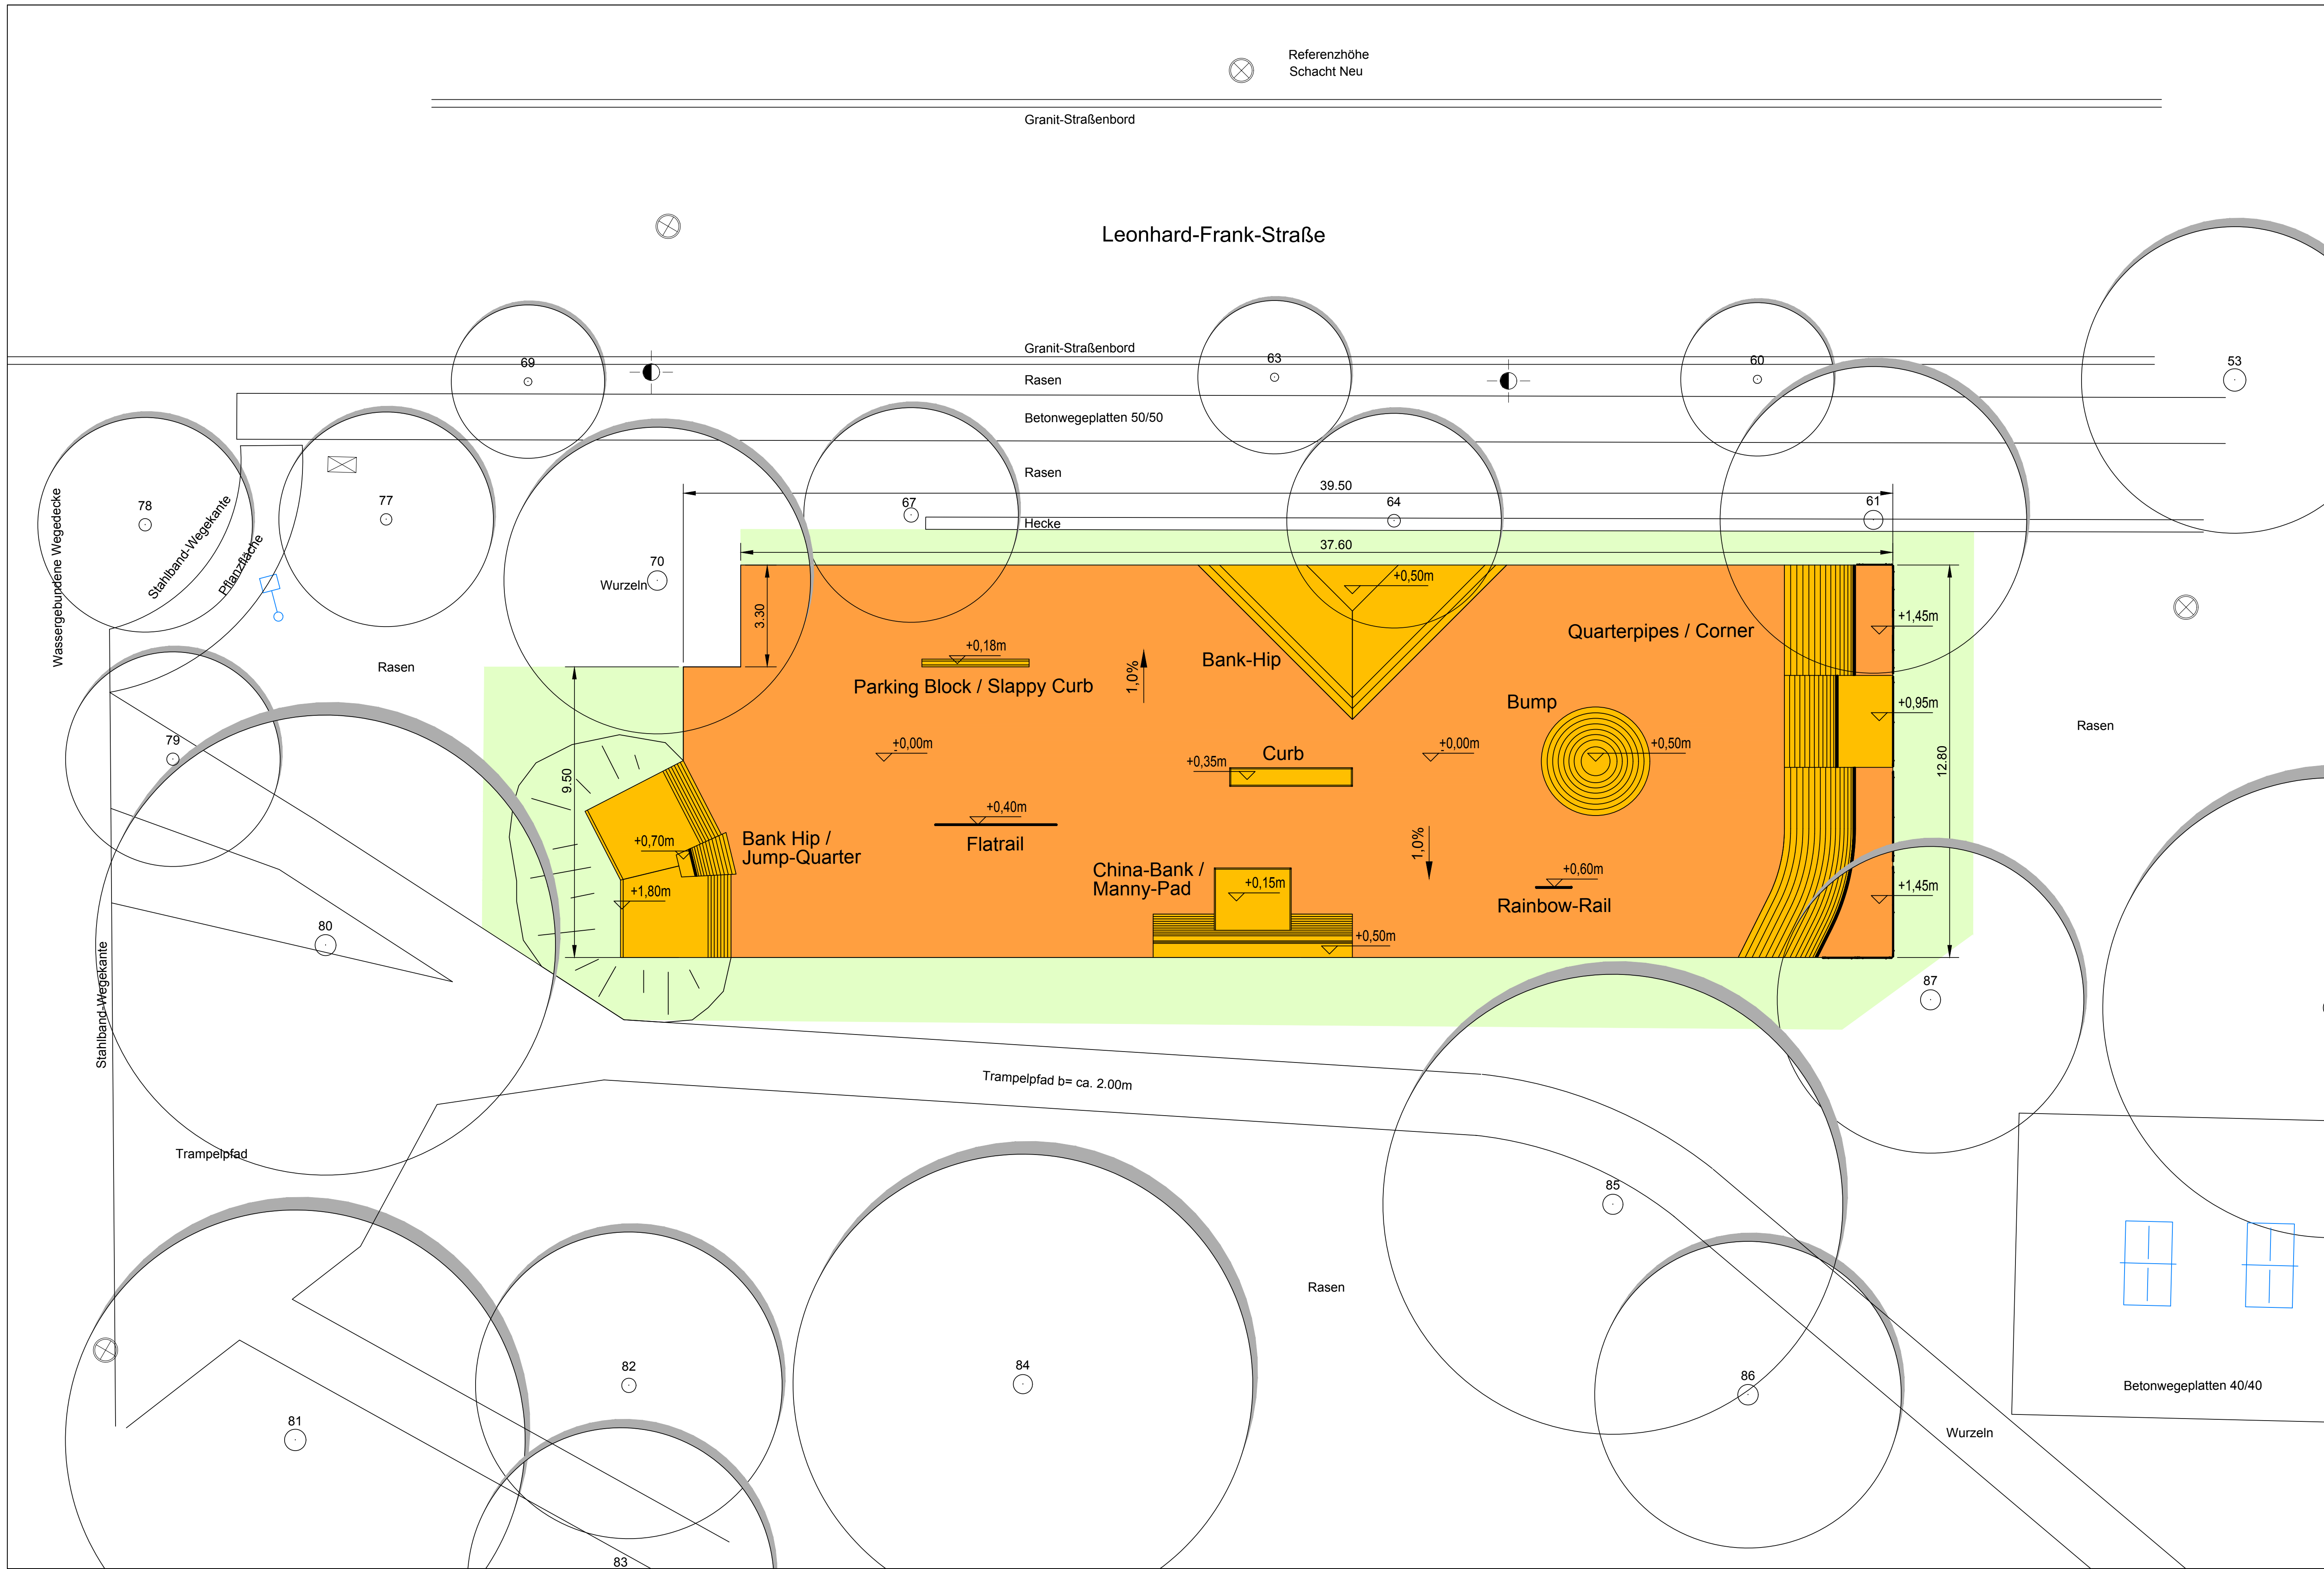 Referenzhöhe
Schacht Neu
Granit-Straßenbord
Leonhard-Frank-Straße
Granit-Straßenbord
69
63
60
53
Rasen
Betonwegeplatten 50/50
Rasen
78
77
67
64
61
39.50
Hecke
37.60
70
Wurzeln
Wassergebundene Wegedecke
Stahlband-Wegekante
Pflanzfläche
Rasen
3.30
+0,50m
+1,45m
Quarterpipes / Corner
+0,18m
Parking Block / Slappy Curb
1,0%
Bank-Hip
Bump
+0,95m
Rasen
79
+0,00m
Curb
+0,00m
+0,50m
+0,35m
12.80
9.50
+0,40m
Flatrail
+0,70m
Bank Hip /
Jump-Quarter
1,0%
China-Bank /
Manny-Pad
+0,15m
+0,60m
Rainbow-Rail
+1,80m
+1,45m
+0,50m
80
87
Stahlband-Wegekante
Trampelpfad b= ca. 2.00m
Trampelpfad
85
Rasen
82
84
86
Betonwegeplatten 40/40
81
Wurzeln
83